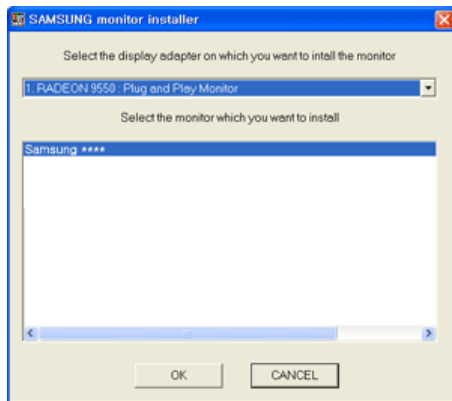 SAMSUNG monitor installer
Select the display adapter on which you want to intall the monitor
1. RADEON 9550 : Plug and Play Monitor
Select the monitor which you want to install
Samsung ****
OK CANCEL